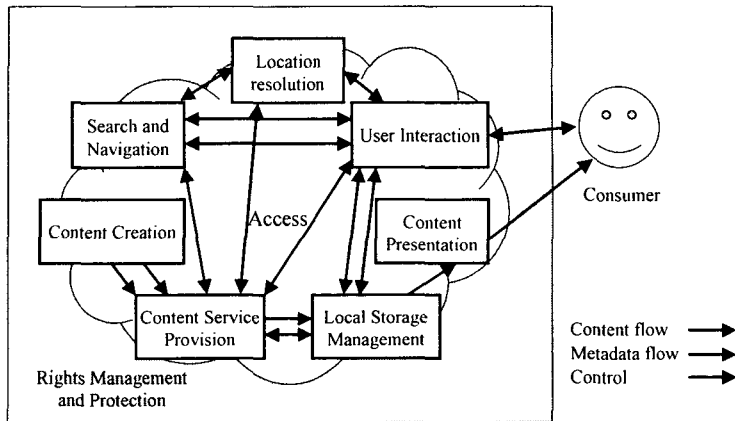 Location
resolution
Search and
Navigation
User Interaction
Consumer
Access
Content Creation
Content
Presentation
Content Service
Provision
Local Storage
Management
Rights Management
and Protection
Content flow
Metadata flow
Control